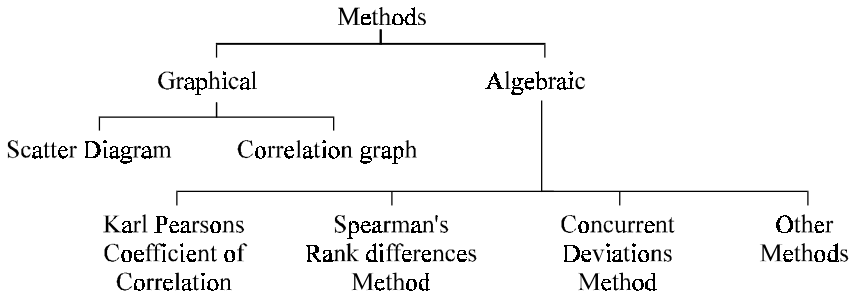 Methods
Graphical
Algebraic
Scatter Diagram
Correlation graph
Karl Pearsons
Coefficient of
Correlation
Spearman's
Rank differences
Method
Concurrent
Deviations
Method
Other
Methods